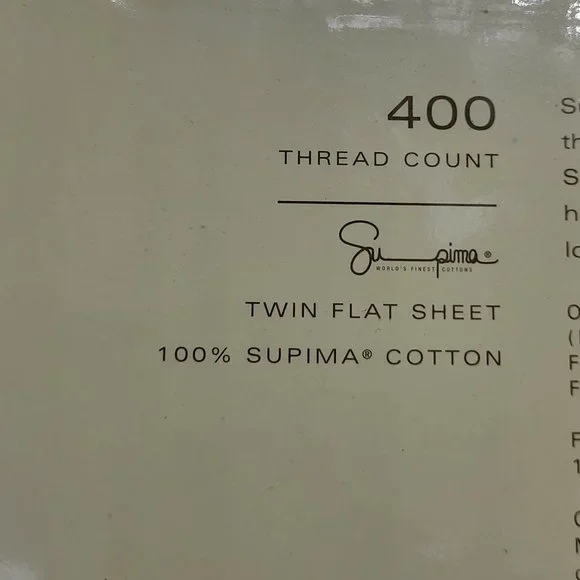 400
THREAD COUNT
Supima®
WORLD'S FINEST COTTONS
TWIN FLAT SHEET
100% SUPIMA® COTTON